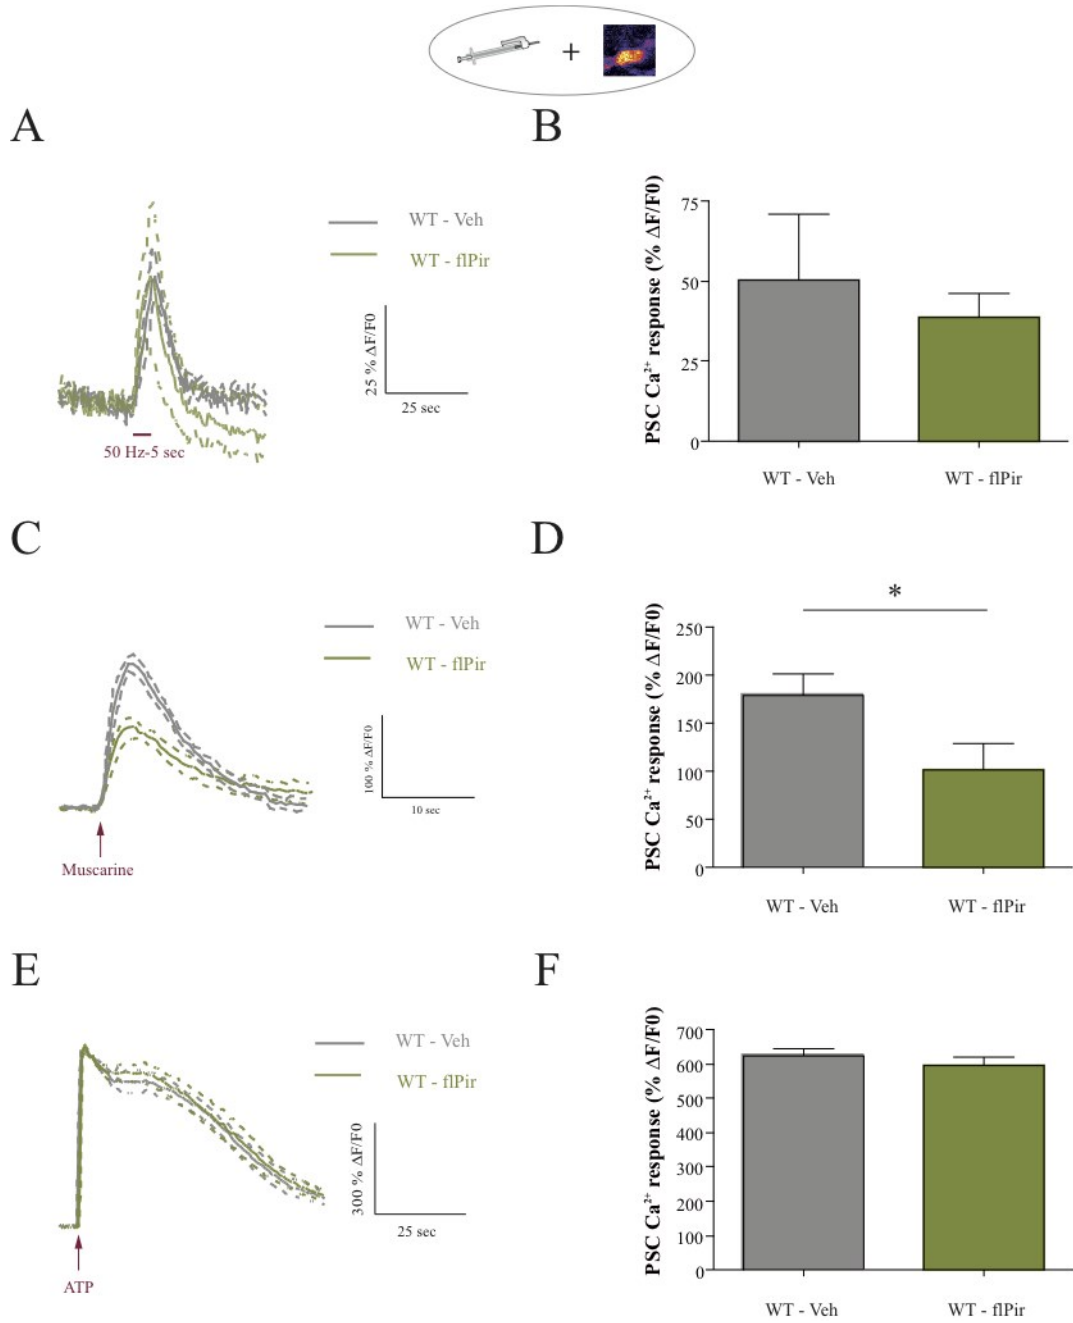 +
A
B
WT - Veh
WT - flPir
25 % ΔF/F0
25 sec
50 Hz-5 sec
PSC Ca²⁺ response (% ΔF/F0)
75
50
25
0
WT - Veh
WT - flPir
C
D
WT - Veh
WT - flPir
100 % ΔF/F0
10 sec
Muscarine
*
PSC Ca²⁺ response (% ΔF/F0)
250
200
150
100
50
0
WT - Veh
WT - flPir
E
F
WT - Veh
WT - flPir
300 % ΔF/F0
25 sec
ATP
PSC Ca²⁺ response (% ΔF/F0)
700
600
500
400
300
200
100
0
WT - Veh
WT - flPir